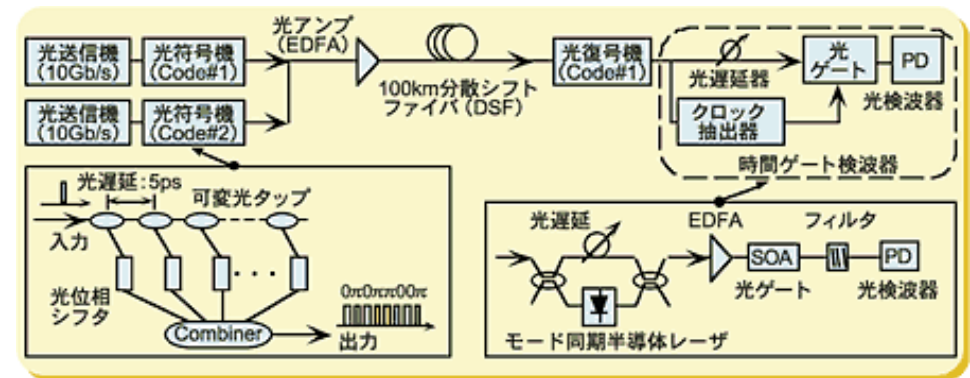 光送信機
(10Gb/s)
光符号機
(Code#1)
光アンプ
(EDFA)
100km分散シフト
ファイバ(DSF)
光復号機
(Code#1)
光遅延器
光
ゲート
PD
光検波器
クロック
抽出器
時間ゲート検波器
光送信機
(10Gb/s)
光符号機
(Code#2)
光遅延:5ps
可変光タップ
入力
光位相
シフタ
Combiner
0π0ππ00π
出力
光遅延
モード同期半導体レーザ
EDFA
SOA
光ゲート
フィルタ
PD
光検波器